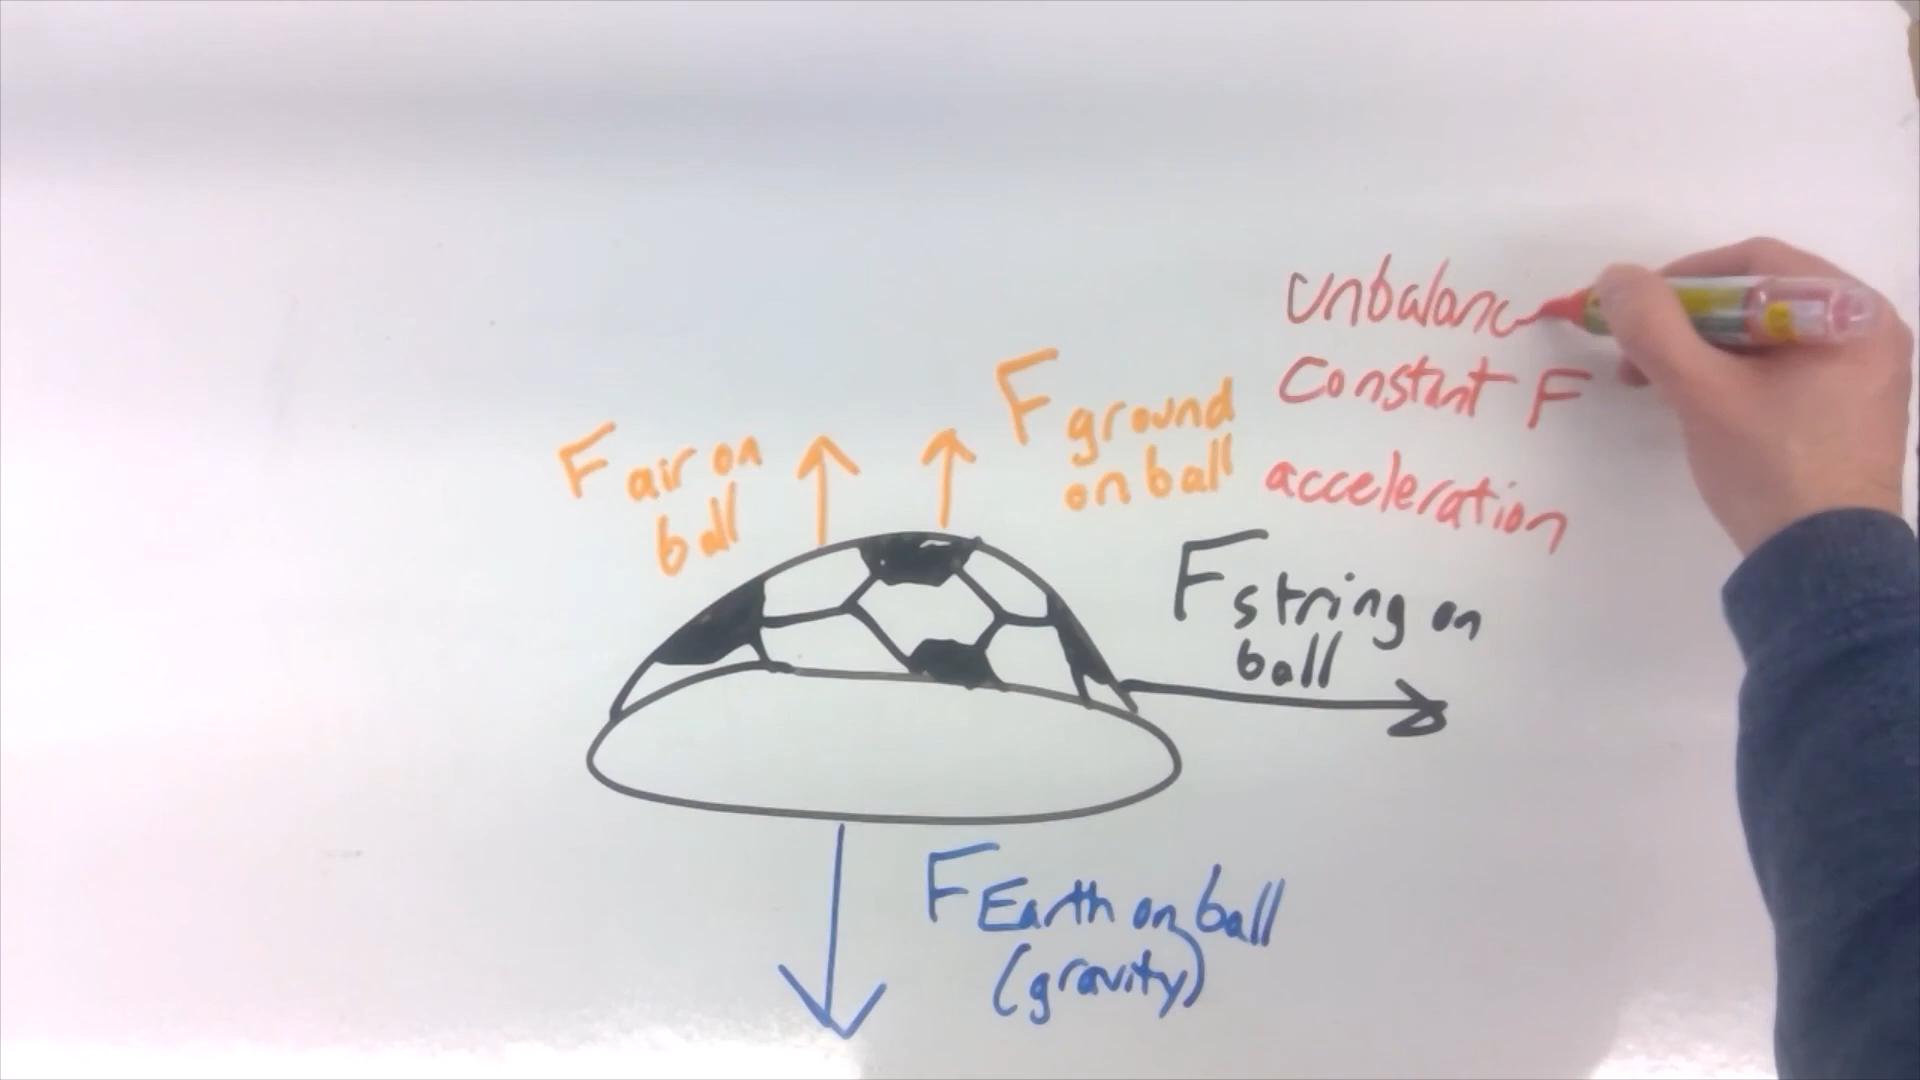 unbalanc
constant F
acceleration
F air on
ball
F ground
on ball
F string on
ball
F Earth on ball
(gravity)